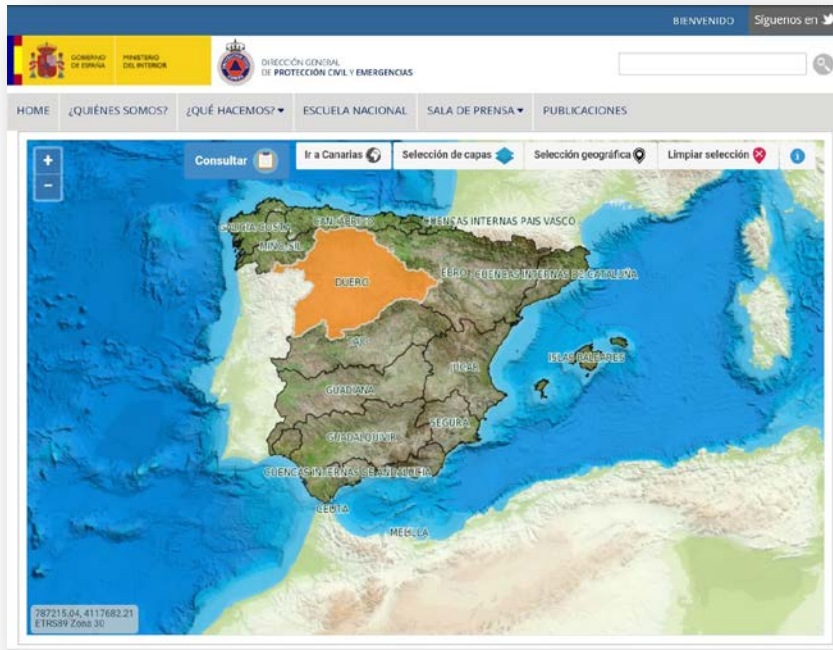 BIENVENIDO
Síguenos en
GOBIERNO DE ESPAÑA
MINISTERIO DEL INTERIOR
DIRECCIÓN GENERAL
DE PROTECCIÓN CIVIL Y EMERGENCIAS
HOME
¿QUIÉNES SOMOS?
¿QUÉ HACEMOS?
ESCUELA NACIONAL
SALA DE PRENSA
PUBLICACIONES
+
-
Consultar
Ir a Canarias
Selección de capas
Selección geográfica
Limpiar selección
GALICIA COSTA
CANTÁBRICO
CUENCAS INTERNAS PAIS VASCO
MIÑO-SIL
DUERO
EBRO
CUENCAS INTERNAS DE CATALUÑA
TAJO
JUCAR
ISLAS BALEARES
GUADIANA
SEGURA
GUADALQUIVIR
CUENCAS INTERNAS DE ANDALUCIA
CEUTA
MELILLA
787215.04, 4117682.21
ETRS89 Zona 30